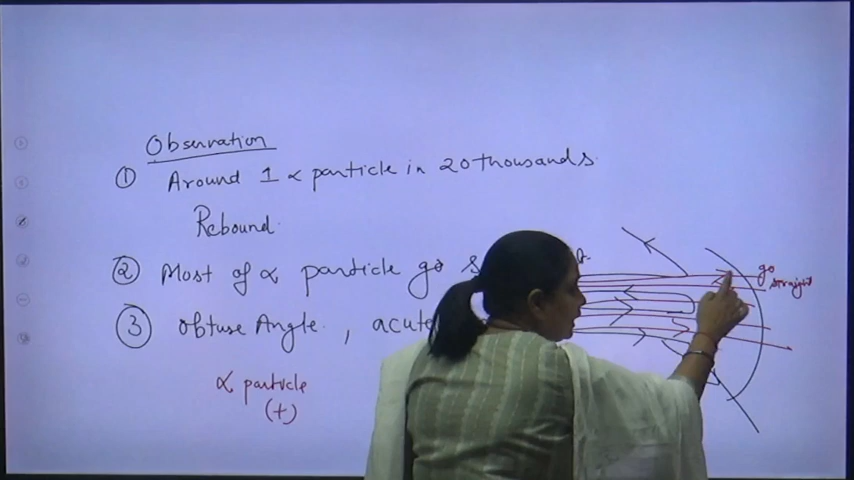 Observation
① Around 1 α particle in 20 thousands.
Rebound.
② Most of α particle go
③ Obtuse Angle , acute
α particle
(+)
go
straight